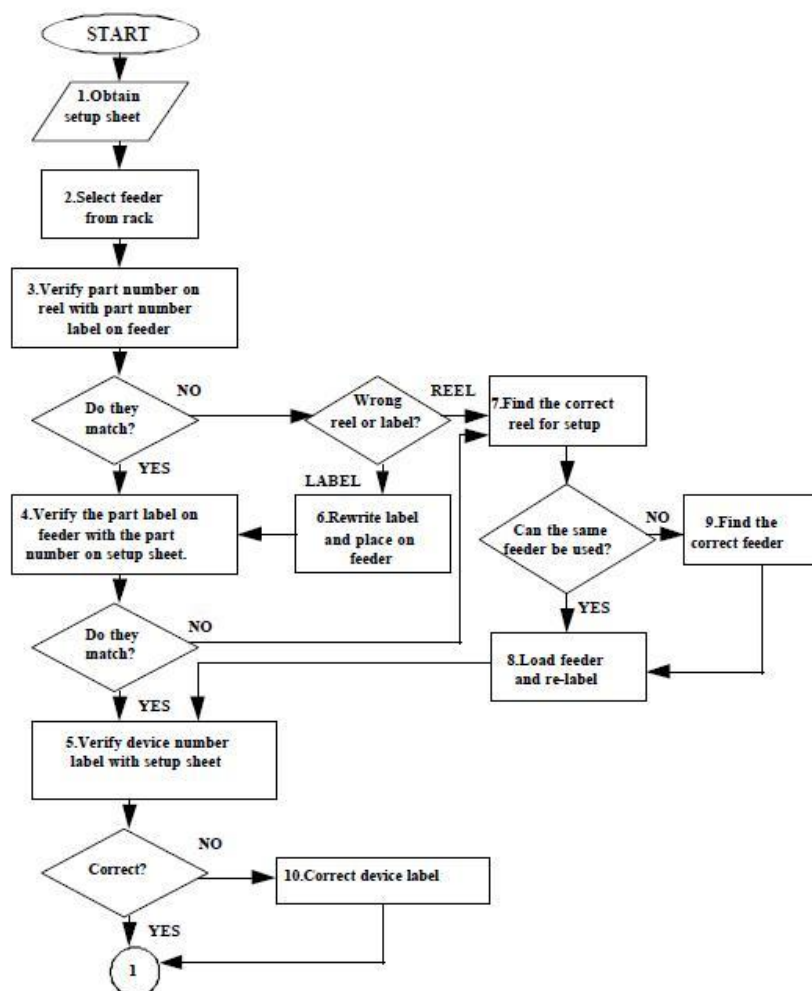 START
1.Obtain
setup sheet
2.Select feeder
from rack
3.Verify part number on
reel with part number
label on feeder
Do they
match?
NO
YES
Wrong
reel or label?
REEL
LABEL
7.Find the correct
reel for setup
4.Verify the part label on
feeder with the part
number on setup sheet.
6.Rewrite label
and place on
feeder
Can the same
feeder be used?
NO
YES
9.Find the
correct feeder
Do they
match?
NO
YES
8.Load feeder
and re-label
5.Verify device number
label with setup sheet
Correct?
NO
YES
10.Correct device label
1